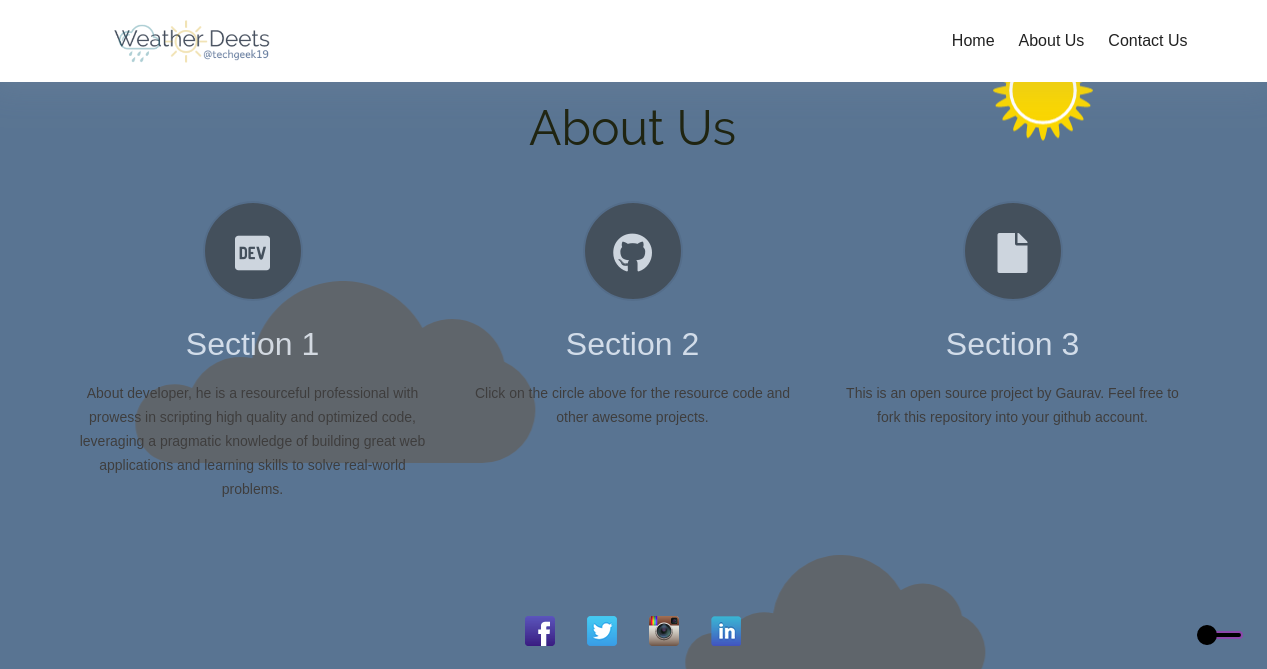 Weather Deets
@techgeek19
Home About Us Contact Us
About Us
DEV
Section 1
About developer, he is a resourceful professional with
prowess in scripting high quality and optimized code,
leveraging a pragmatic knowledge of building great web
applications and learning skills to solve real-world
problems.
Section 2
Click on the circle above for the resource code and
other awesome projects.
Section 3
This is an open source project by Gaurav. Feel free to
fork this repository into your github account.
f
in